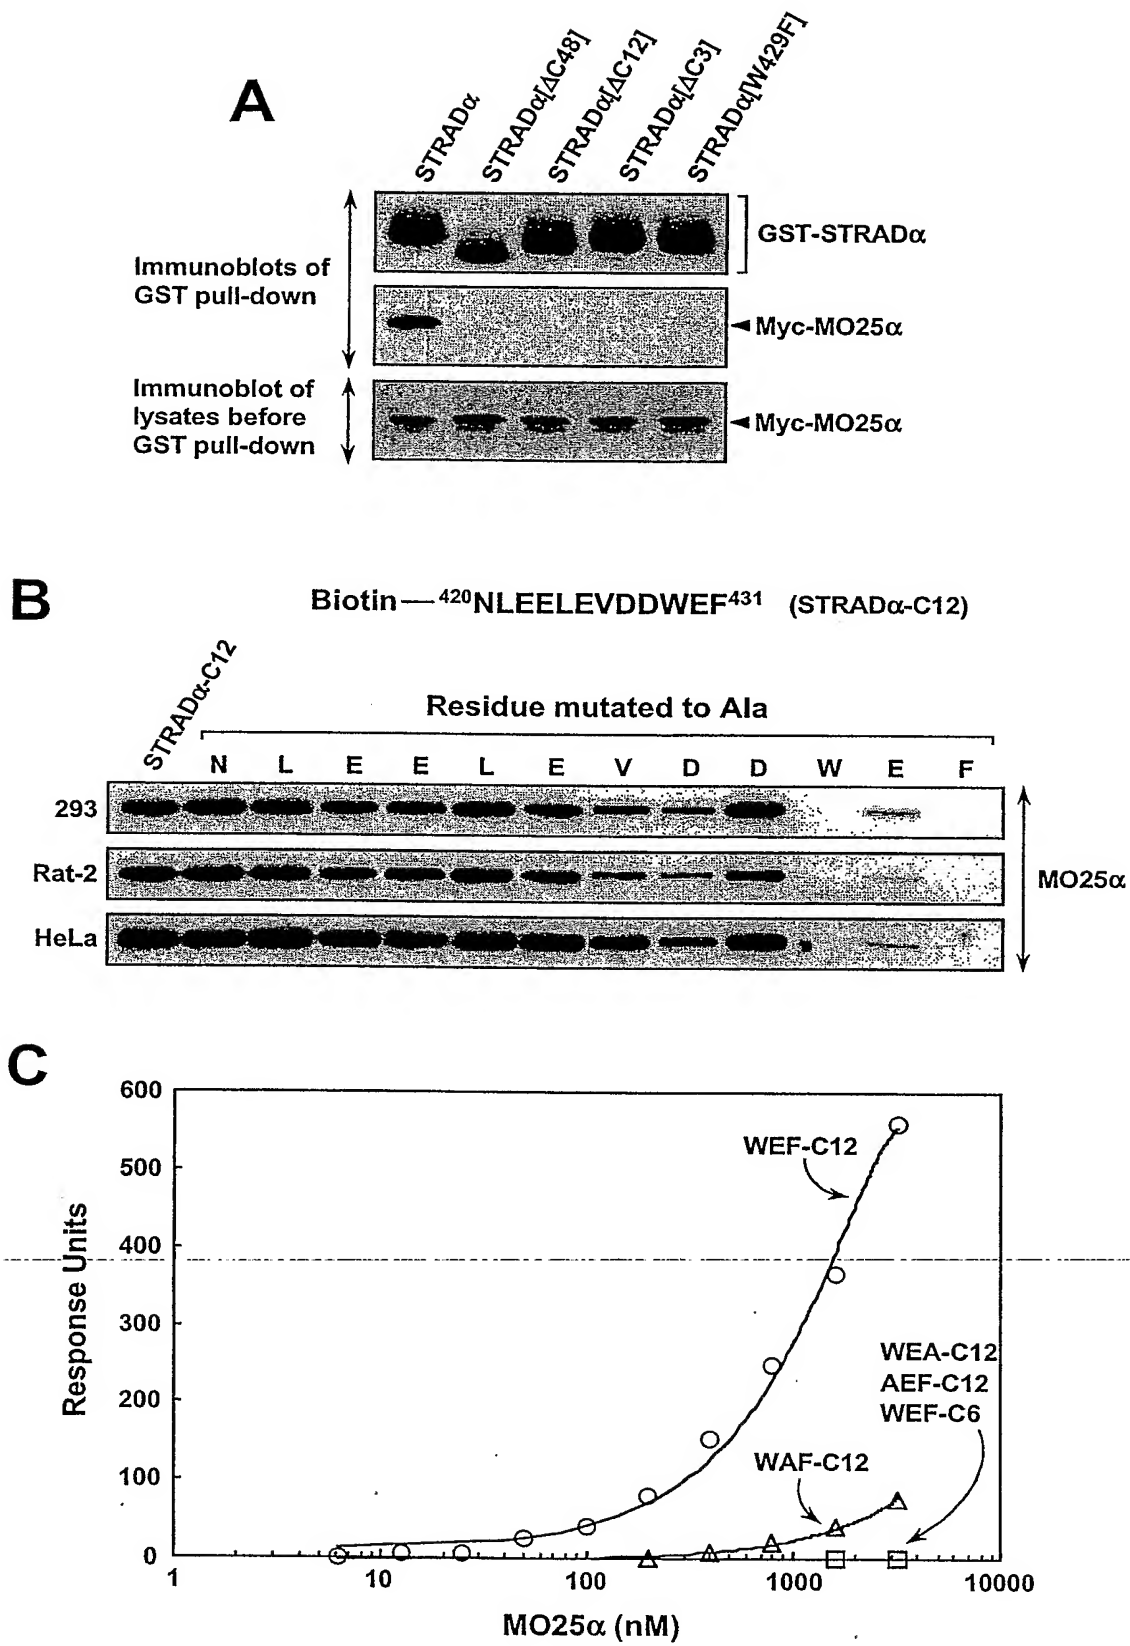 A
STRADα
STRADα[ΔC48]
STRADα[ΔC12]
STRADα[ΔC3]
STRADα[W429F]
Immunoblots of
GST pull-down
GST-STRADα
Myc-MO25α
Immunoblot of
lysates before
GST pull-down
Myc-MO25α
B
Biotin—⁴²⁰NLEELEVDDWEF⁴³¹ (STRADα-C12)
STRADα-C12
Residue mutated to Ala
N L E E L E V D D W E F
293
Rat-2
HeLa
MO25α
C
600
500
400
300
200
100
0
Response Units
WEF-C12
WEA-C12
AEF-C12
WEF-C6
WAF-C12
1 10 100 1000 10000
MO25α (nM)